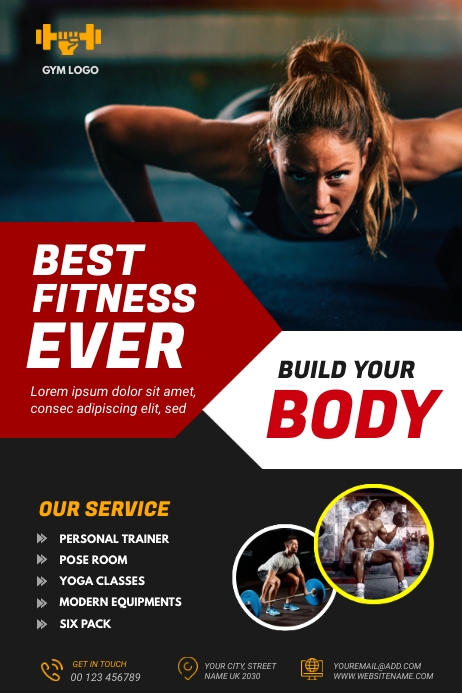 GYM LOGO
BEST
FITNESS
EVER
Lorem ipsum dolor sit amet,
consec adipiscing elit, sed
BUILD YOUR
BODY
OUR SERVICE
PERSONAL TRAINER
POSE ROOM
YOGA CLASSES
MODERN EQUIPMENTS
SIX PACK
GET IN TOUCH
00 123 456789
YOUR CITY, STREET
NAME UK 2030
YOUREMAIL@ADD.COM
WWW.WEBSITENAME.COM